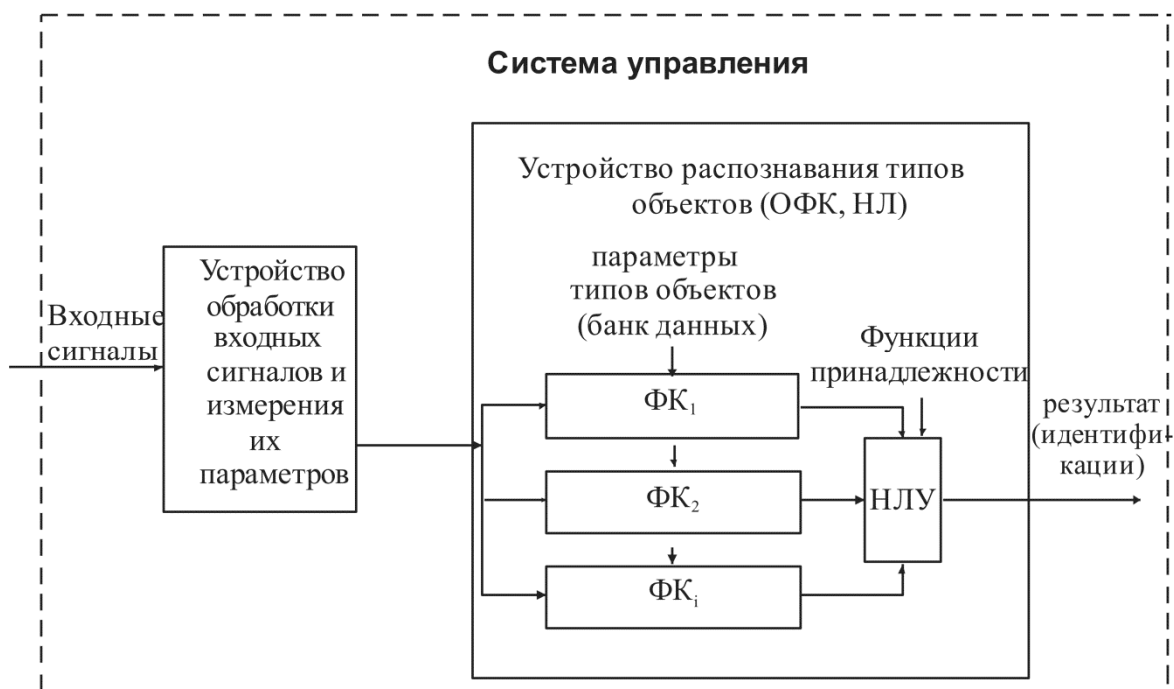 Система управления
Устройство распознавания типов
объектов (ОФК, НЛ)
Устройство
обработки
входных
сигналов и
измерения
их
параметров
Входные
сигналы
параметры
типов объектов
(банк данных)
Функции
принадлежности
ФК₁
ФК₂
ФКᵢ
НЛУ
результат
(идентифи-
кации)